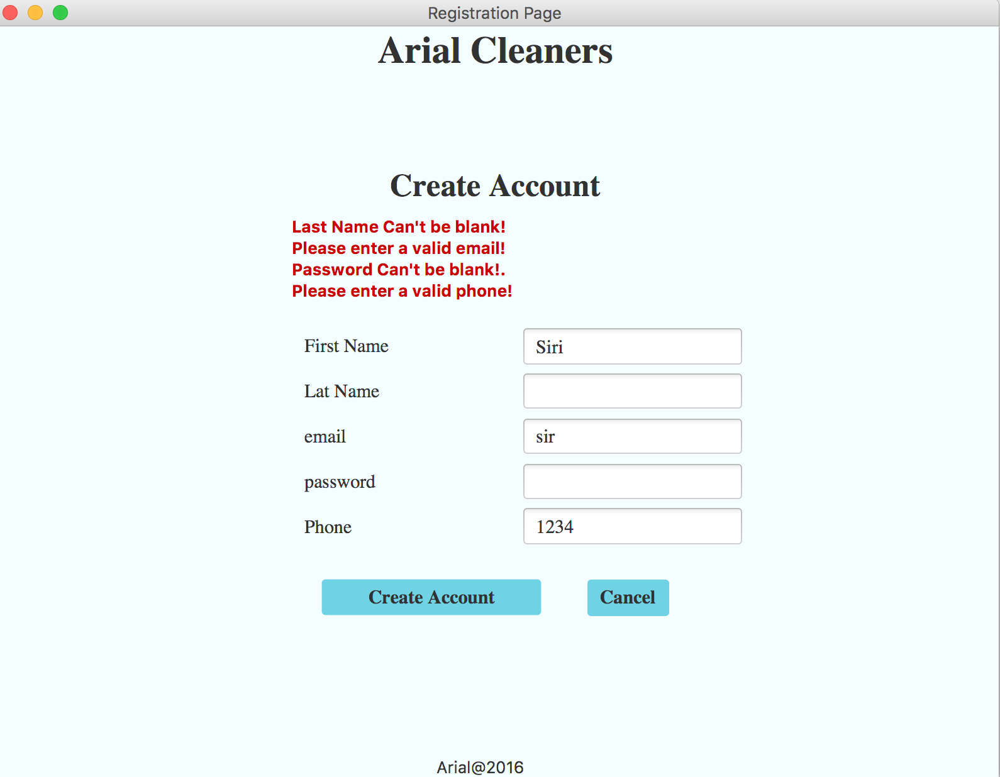 Registration Page
Arial Cleaners
Create Account
Last Name Can't be blank!
Please enter a valid email!
Password Can't be blank!.
Please enter a valid phone!
First Name Siri
Lat Name
email sir
password
Phone 1234
Create Account Cancel
Arial@2016